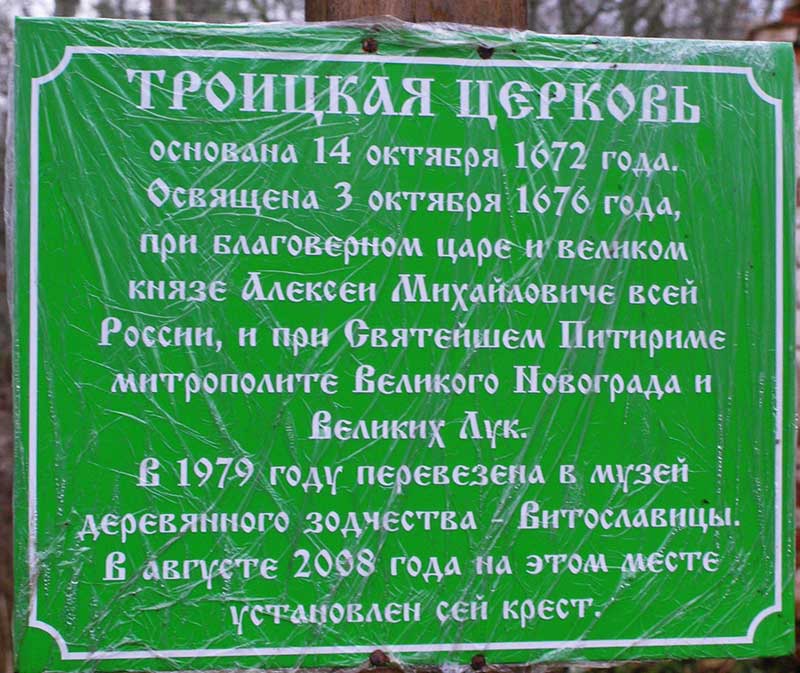 ТРОИЦКАЯ ЦЕРКОВЬ
основана 14 октября 1672 года.
Освящена 3 октября 1676 года,
при благоверном царе и великом
князе Алексеи Михайловиче всей
России, и при Святейшем Питириме
митрополите Великого Новограда и
Великих Лук.
В 1979 году перевезена в музей
деревянного зодчества - Витославицы.
В августе 2008 года на этом месте
установлен сей крест.